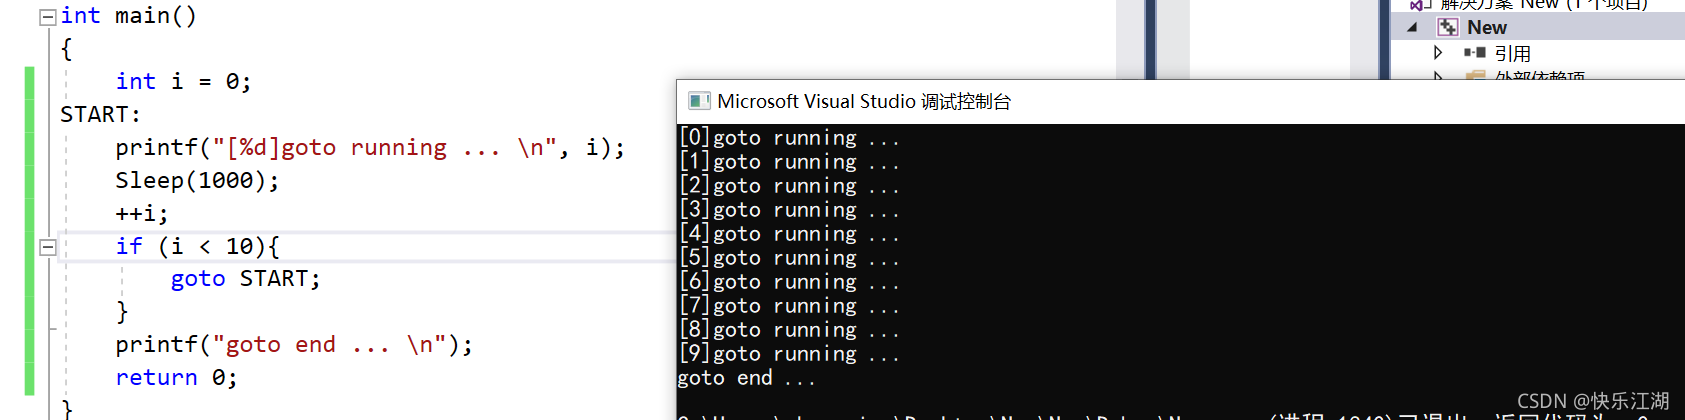 int main()
{
int i = 0;
START:
printf("[%d]goto running ... \n", i);
Sleep(1000);
++i;
if (i < 10){
goto START;
}
printf("goto end ... \n");
return 0;
}
解决方案"New"(1 个项目)
New
引用
外部依赖项
Microsoft Visual Studio 调试控制台
[0]goto running ...
[1]goto running ...
[2]goto running ...
[3]goto running ...
[4]goto running ...
[5]goto running ...
[6]goto running ...
[7]goto running ...
[8]goto running ...
[9]goto running ...
goto end ...
CSDN @快乐江湖